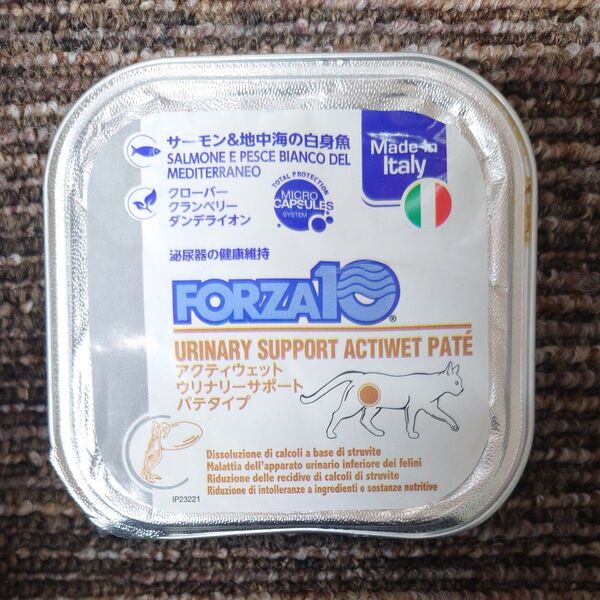 サーモン&地中海の白身魚
SALMONE E PESCE BIANCO DEL
MEDITERRANEO
Made in
Italy
クローバー
クランベリー
ダンデライオン
TOTAL PROTECTION
MICRO
CAPSULES
SYSTEM
泌尿器の健康維持
FORZA10®
URINARY SUPPORT ACTIWET PATÉ
アクティウェット
ウリナリーサポート
パテタイプ
Dissoluzione di calcoli a base di struvite
Malattia dell'apparato urinario inferiore dei felini
Riduzione delle recidive di calcoli di struvite
Riduzione di intolleranze a ingredienti e sostanze nutritive
IP23221